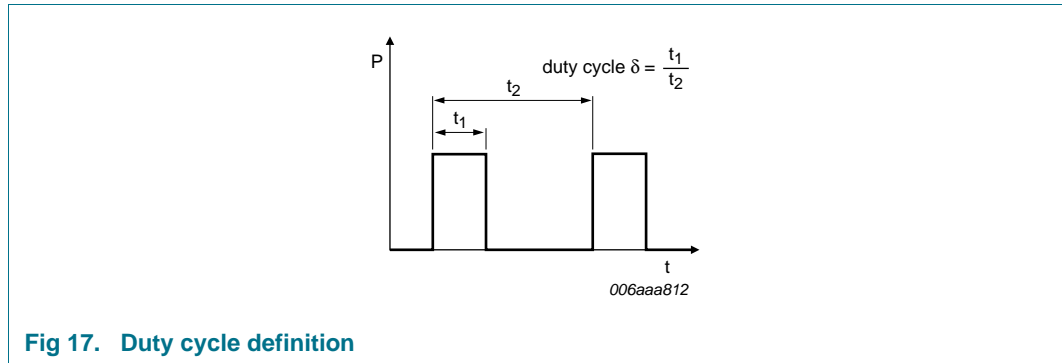 P
duty cycle δ = t1
t2
t2
t1
t
006aaa812
Fig 17. Duty cycle definition